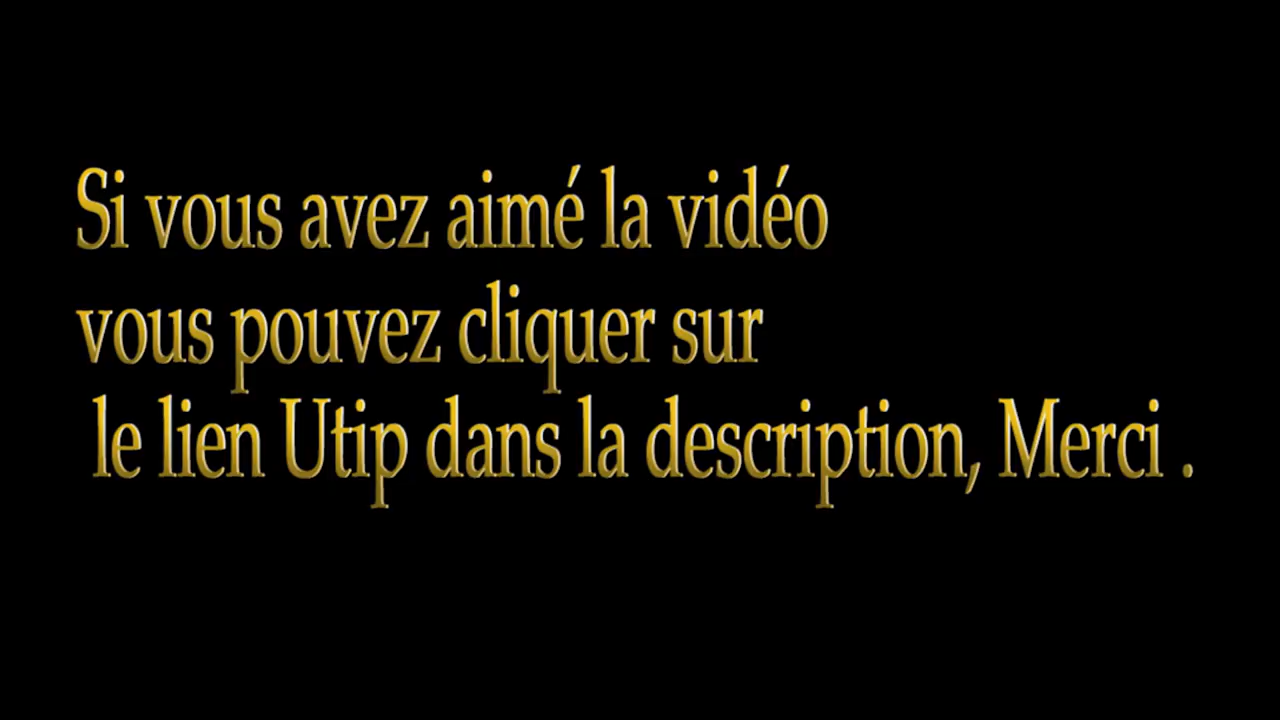 Si vous avez aimé la vidéo
vous pouvez cliquer sur
le lien Utip dans la description, Merci .